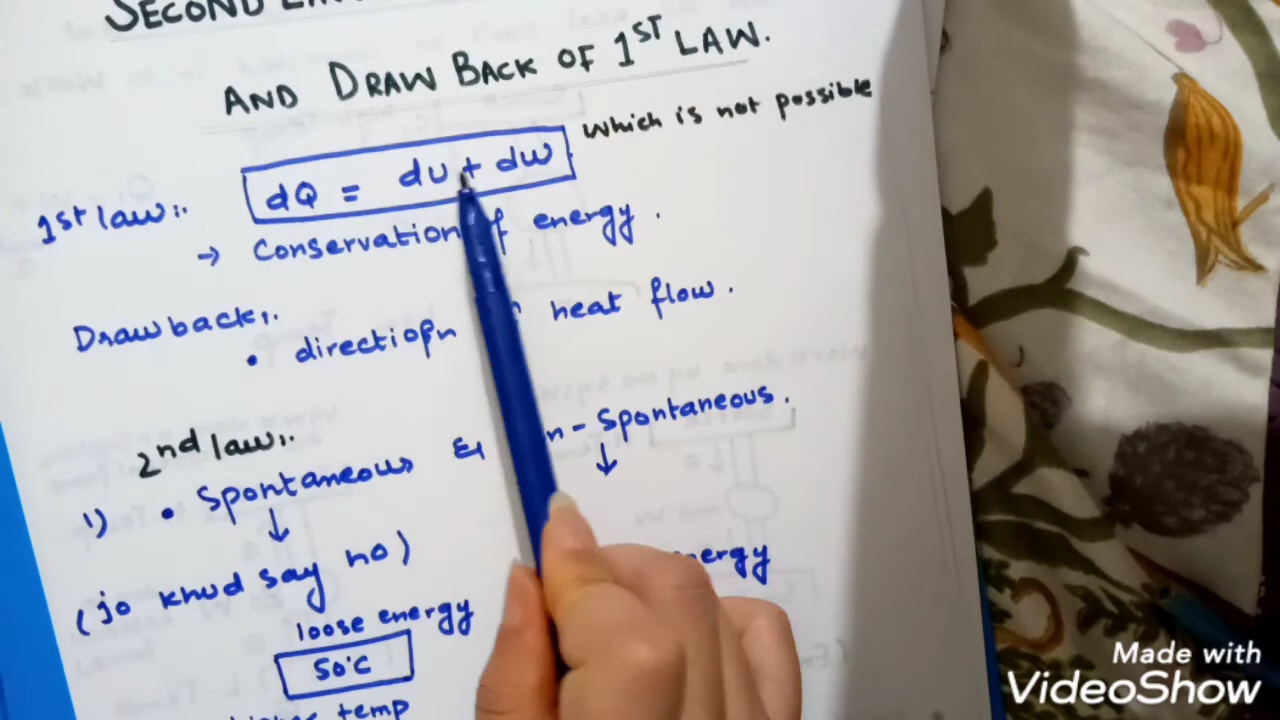 SECOND
AND DRAW BACK OF 1ST LAW.
which is not possible
1st law:. dQ = dU + dW
→ Conservation of energy.
Drawback:.
• direction heat flow.
2nd law:.
1) • Spontaneous & - Spontaneous.
↓ ↓
(jo khud say ho)
loose energy
50°C
temp
Made with
VideoShow